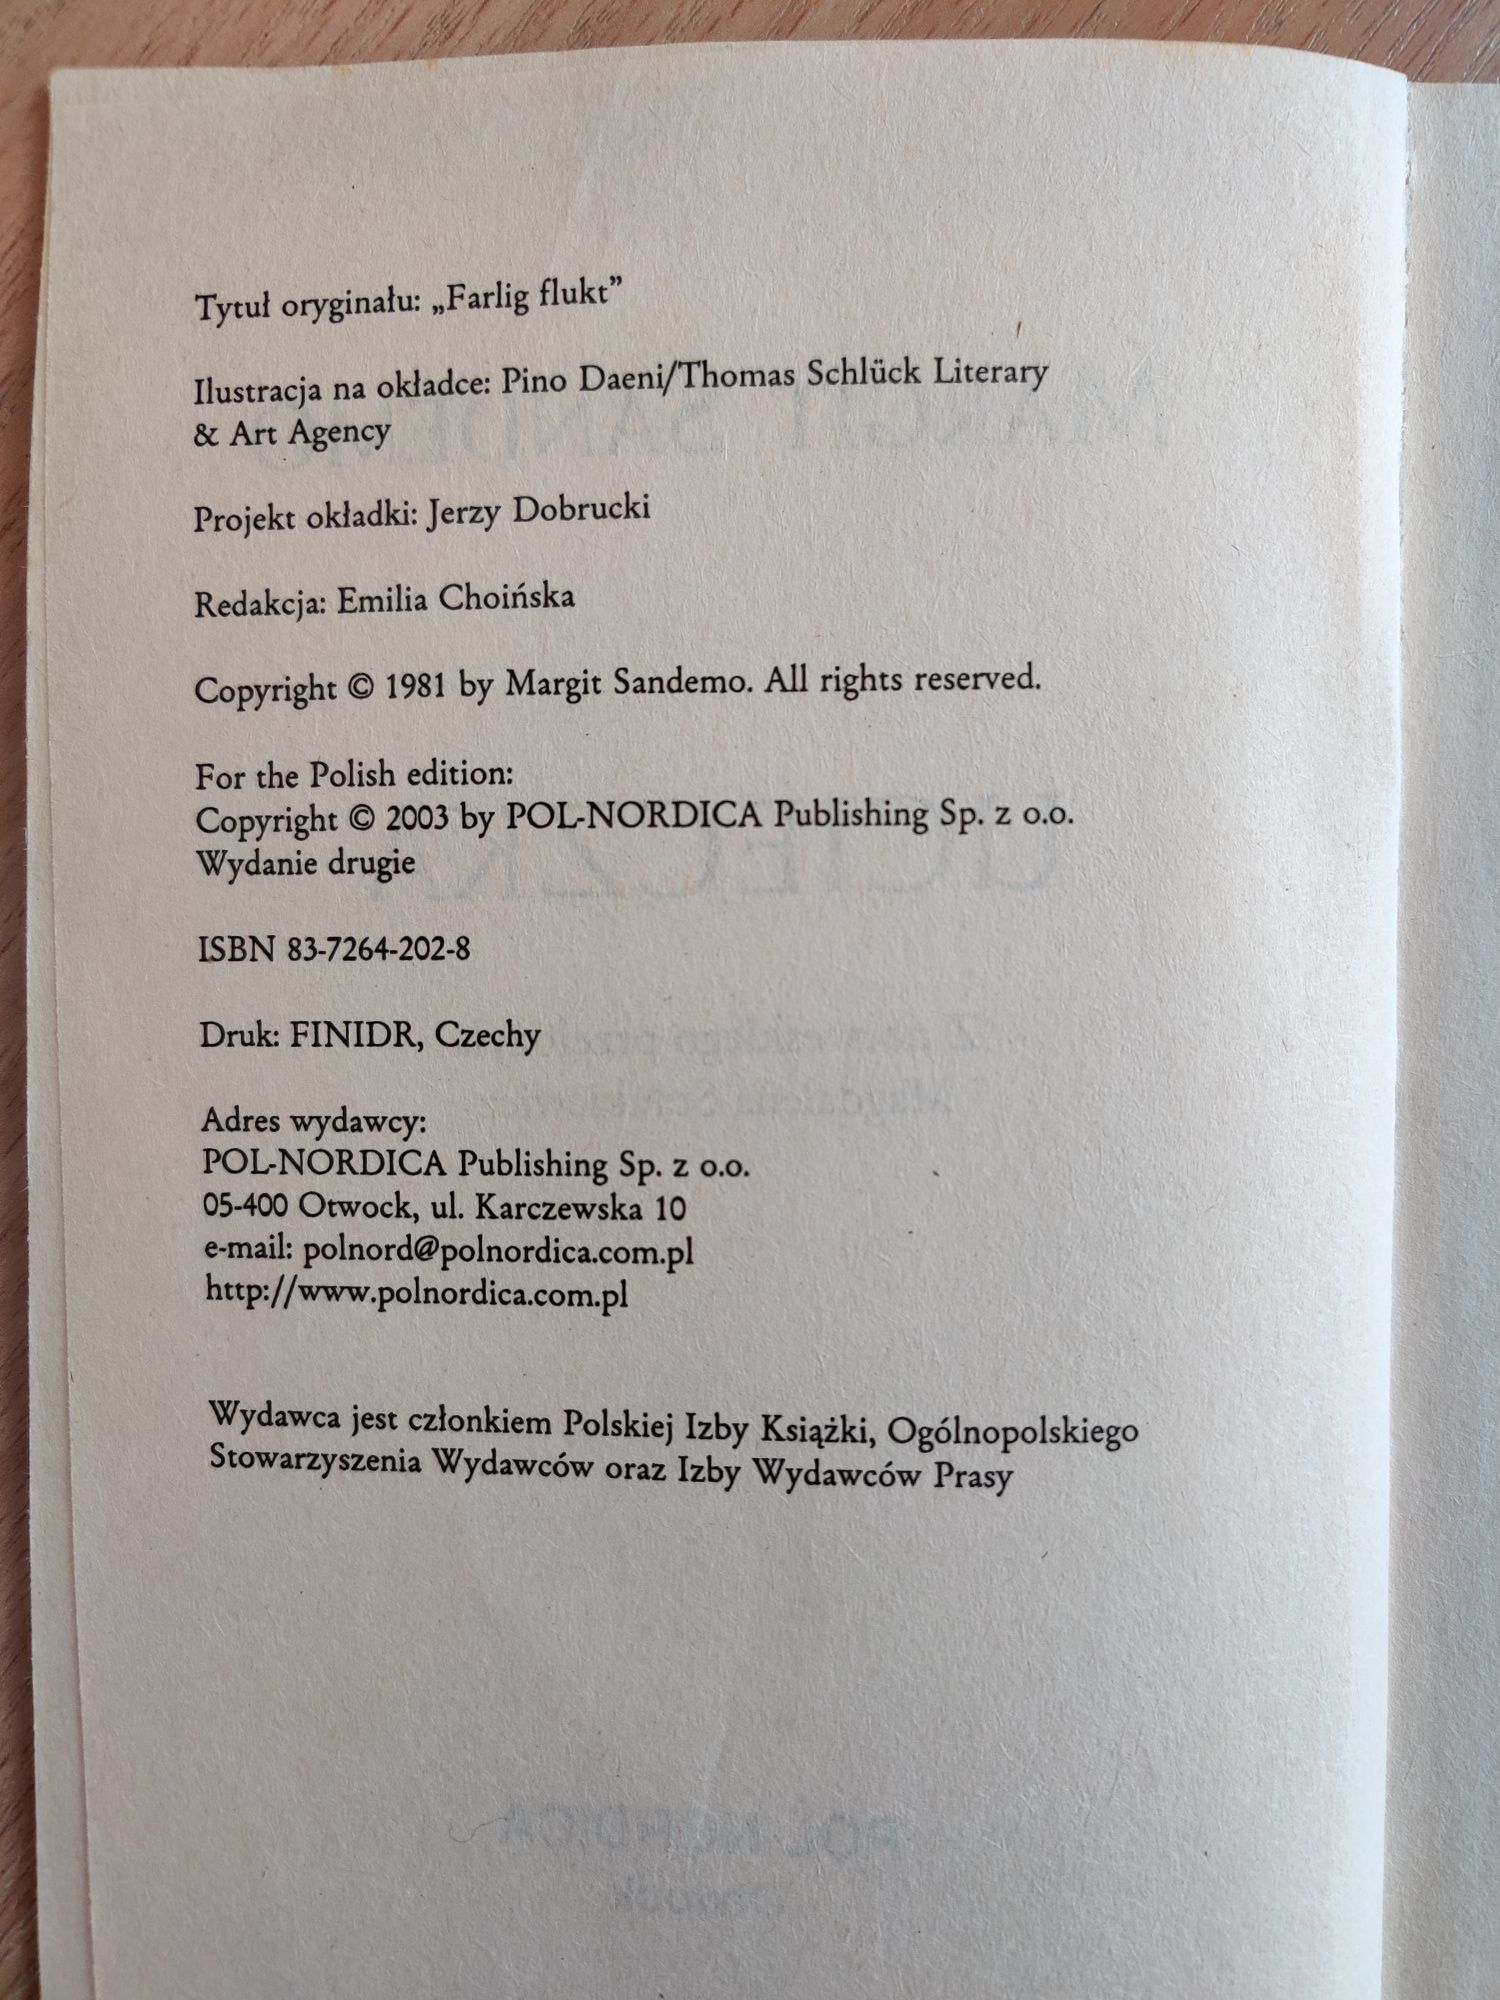 Tytuł oryginału: „Farlig flukt”
Ilustracja na okładce: Pino Daeni/Thomas Schlück Literary
& Art Agency
Projekt okładki: Jerzy Dobrucki
Redakcja: Emilia Choińska
Copyright © 1981 by Margit Sandemo. All rights reserved.
For the Polish edition:
Copyright © 2003 by POL-NORDICA Publishing Sp. z o.o.
Wydanie drugie
ISBN 83-7264-202-8
Druk: FINIDR, Czechy
Adres wydawcy:
POL-NORDICA Publishing Sp. z o.o.
05-400 Otwock, ul. Karczewska 10
e-mail: polnord@polnordica.com.pl
http://www.polnordica.com.pl
Wydawca jest członkiem Polskiej Izby Książki, Ogólnopolskiego
Stowarzyszenia Wydawców oraz Izby Wydawców Prasy